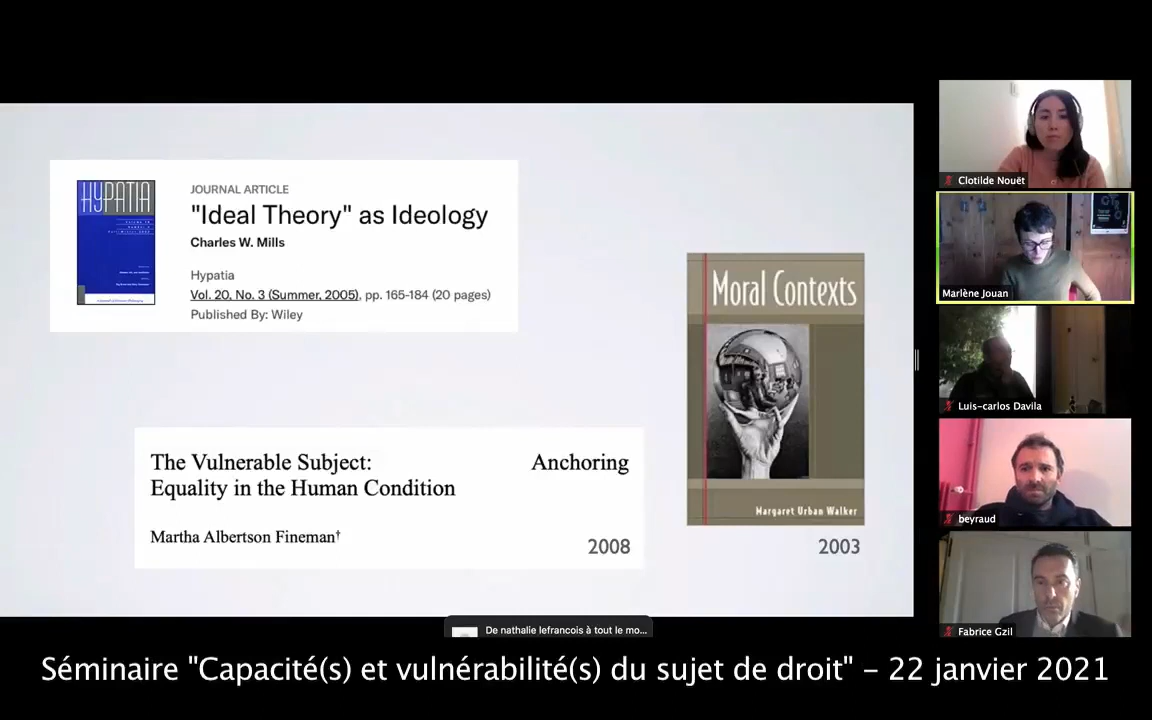 HYPATIA
JOURNAL ARTICLE
"Ideal Theory" as Ideology
Charles W. Mills
Hypatia
Vol. 20, No. 3 (Summer, 2005), pp. 165-184 (20 pages)
Published By: Wiley
Moral Contexts
Margaret Urban Walker
2003
The Vulnerable Subject: Anchoring
Equality in the Human Condition
Martha Albertson Fineman†
2008
Clotilde Nouët
Marlène Jouan
Luis-carlos Davila
beyraud
Fabrice Gzil
De nathalie lefrancois à tout le mo...
Séminaire "Capacité(s) et vulnérabilité(s) du sujet de droit" – 22 janvier 2021